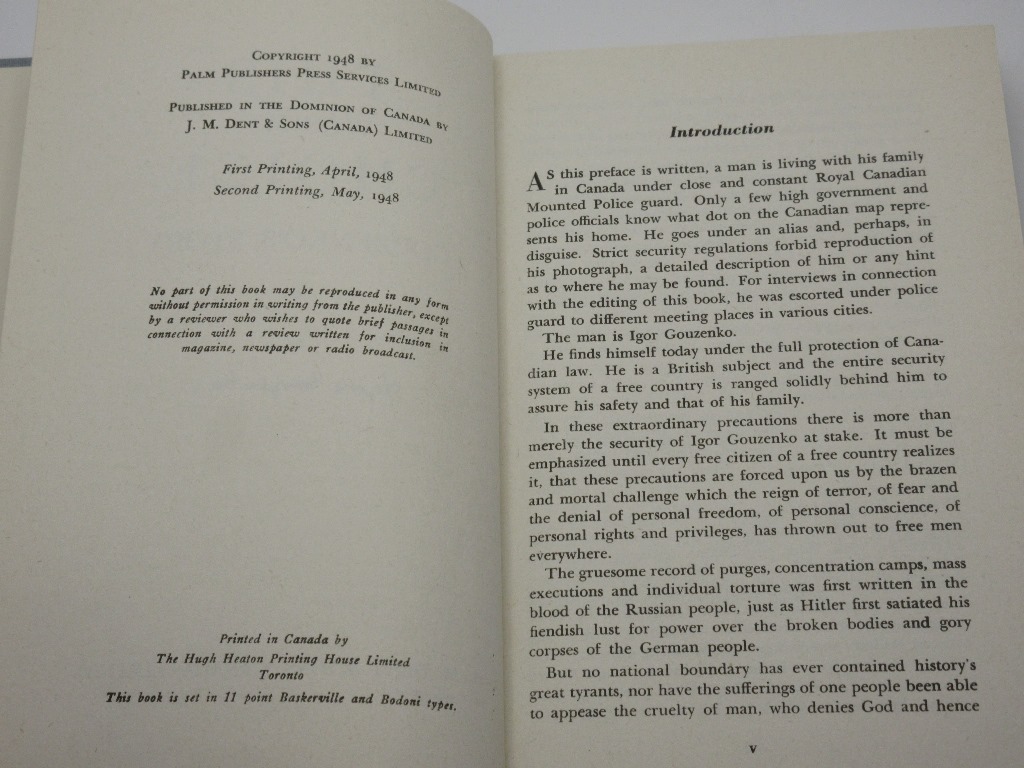 COPYRIGHT 1948 BY
PALM PUBLISHERS PRESS SERVICES LIMITED
PUBLISHED IN THE DOMINION OF CANADA BY
J. M. DENT & SONS (CANADA) LIMITED
First Printing, April, 1948
Second Printing, May, 1948
No part of this book may be reproduced in any form
without permission in writing from the publisher, except
by a reviewer who wishes to quote brief passages in
connection with a review written for inclusion in
magazine, newspaper or radio broadcast.
Printed in Canada by
The Hugh Heaton Printing House Limited
Toronto
This book is set in 11 point Baskerville and Bodoni types.
Introduction
AS this preface is written, a man is living with his family
in Canada under close and constant Royal Canadian
Mounted Police guard. Only a few high government and
police officials know what dot on the Canadian map repre-
sents his home. He goes under an alias and, perhaps, in
disguise. Strict security regulations forbid reproduction of
his photograph, a detailed description of him or any hint
as to where he may be found. For interviews in connection
with the editing of this book, he was escorted under police
guard to different meeting places in various cities.
The man is Igor Gouzenko.
He finds himself today under the full protection of Cana-
dian law. He is a British subject and the entire security
system of a free country is ranged solidly behind him to
assure his safety and that of his family.
In these extraordinary precautions there is more than
merely the security of Igor Gouzenko at stake. It must be
emphasized until every free citizen of a free country realizes
it, that these precautions are forced upon us by the brazen
and mortal challenge which the reign of terror, of fear and
the denial of personal freedom, of personal conscience, of
personal rights and privileges, has thrown out to free men
everywhere.
The gruesome record of purges, concentration camps, mass
executions and individual torture was first written in the
blood of the Russian people, just as Hitler first satiated his
fiendish lust for power over the broken bodies and gory
corpses of the German people.
But no national boundary has ever contained history's
great tyrants, nor have the sufferings of one people been able
to appease the cruelty of man, who denies God and hence
v